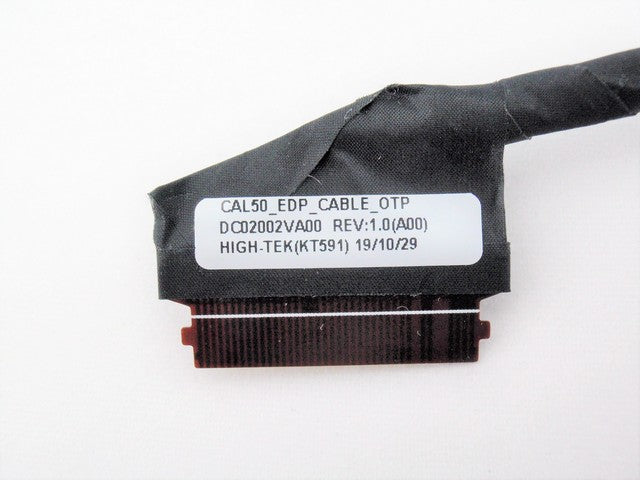 CAL50_EDP_CABLE_OTP
DC02002VA00 REV:1.0(A00)
HIGH-TEK(KT591) 19/10/29